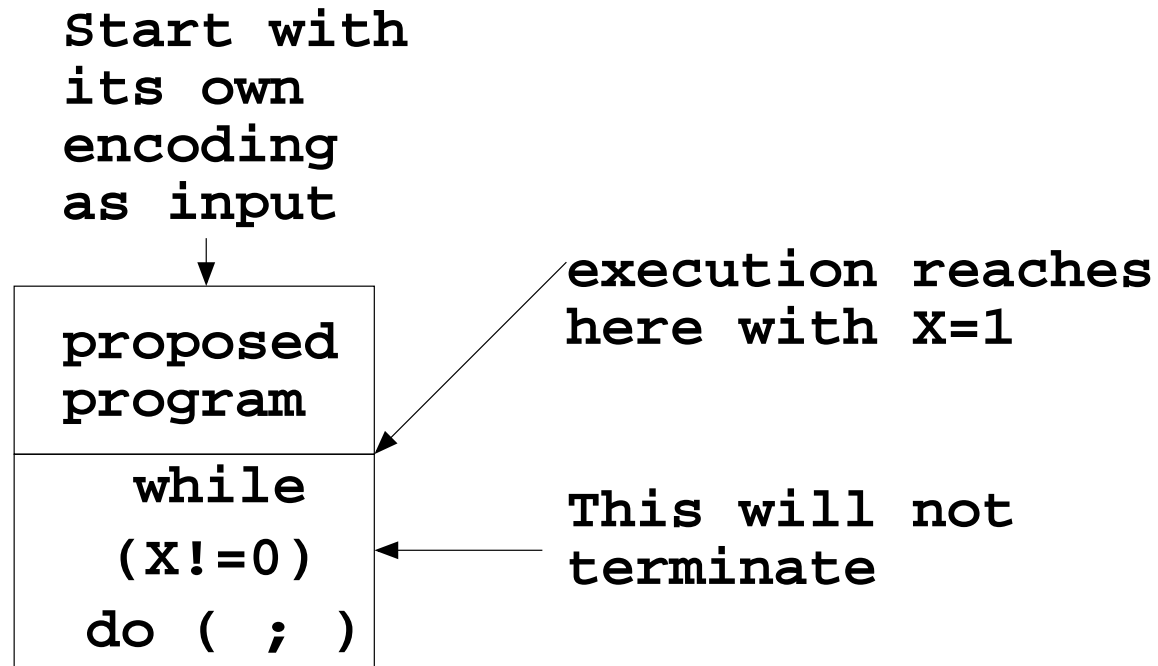 Start with
its own
encoding
as input
execution reaches
here with X=1
proposed
program
while
(X!=0)
do ( ; )
This will not
terminate